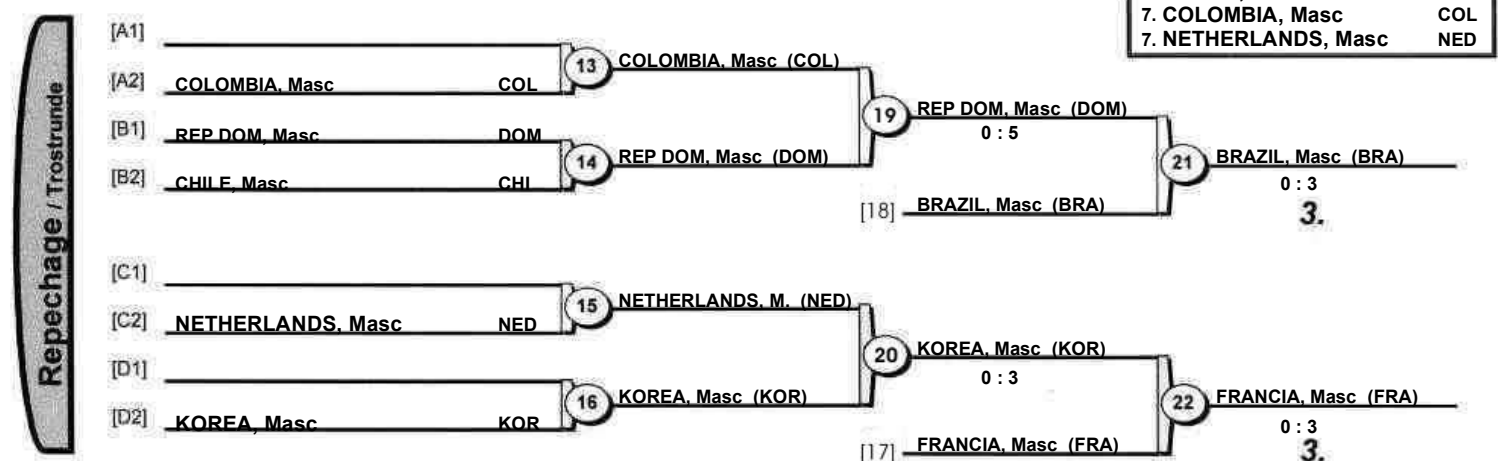 7. COLOMBIA, Masc COL
7. NETHERLANDS, Masc NED
Repechage / Trostrunde
[A1]
[A2] COLOMBIA, Masc COL
13 COLOMBIA, Masc (COL)
[B1] REP DOM, Masc DOM
[B2] CHILE, Masc CHI
14 REP DOM, Masc (DOM)
19 REP DOM, Masc (DOM)
0 : 5
[18] BRAZIL, Masc (BRA)
21 BRAZIL, Masc (BRA)
0 : 3
3.
[C1]
[C2] NETHERLANDS, Masc NED
15 NETHERLANDS, M. (NED)
[D1]
[D2] KOREA, Masc KOR
16 KOREA, Masc (KOR)
20 KOREA, Masc (KOR)
0 : 3
[17] FRANCIA, Masc (FRA)
22 FRANCIA, Masc (FRA)
0 : 3
3.